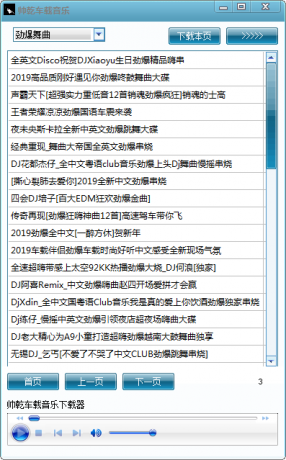 帅乾车载音乐
劲爆舞曲
下载本页
>>>>>
全英文Disco祝贺DJXiaoyu生日劲爆精品嗨串
2019高品质刚好遇见你劲爆咚鼓舞曲大碟
声霸天下[超强实力重低音12首销魂劲爆疯狂]销魂的士高
王者荣耀凉凉劲爆国语车震来袭
夜未央斯卡拉全新中英文劲爆跳舞大碟
经典重现_舞曲大帝国全英文劲爆串烧
DJ花都杰仔_全中文粤语club音乐劲爆上头Dj舞曲慢摇串烧
[撕心裂肺去爱你]2019全新中文劲爆串烧
四会DJ培子[百大EDM狂欢劲爆金曲]
传奇再现[劲爆狂嗨神曲12首]高速驾车带你飞
2019劲爆全中文[一醉方休]贺新年
2019车载伴侣劲爆车载时尚好听中文感受全新现场气氛
全速超跨带感上太空92KK热播劲爆大烧_DJ何浪[独家]
DJ阿喜Remix_中文劲爆嗨曲赵四开场爱拼才会赢
DjXdin_全中文国粤语Club音乐我是真的爱上你饮酒劲爆独家串烧
Dj练仔_慢摇中英文劲爆引领夜店超夜场嗨曲大碟
DJ老大精心为A9小童打造超嗨劲爆越南大鼓舞曲独享
无锡DJ_乞丐[不爱了不哭了中文CLUB劲爆跳舞串烧]
首页
上一页
下一页
3
帅乾车载音乐下载器